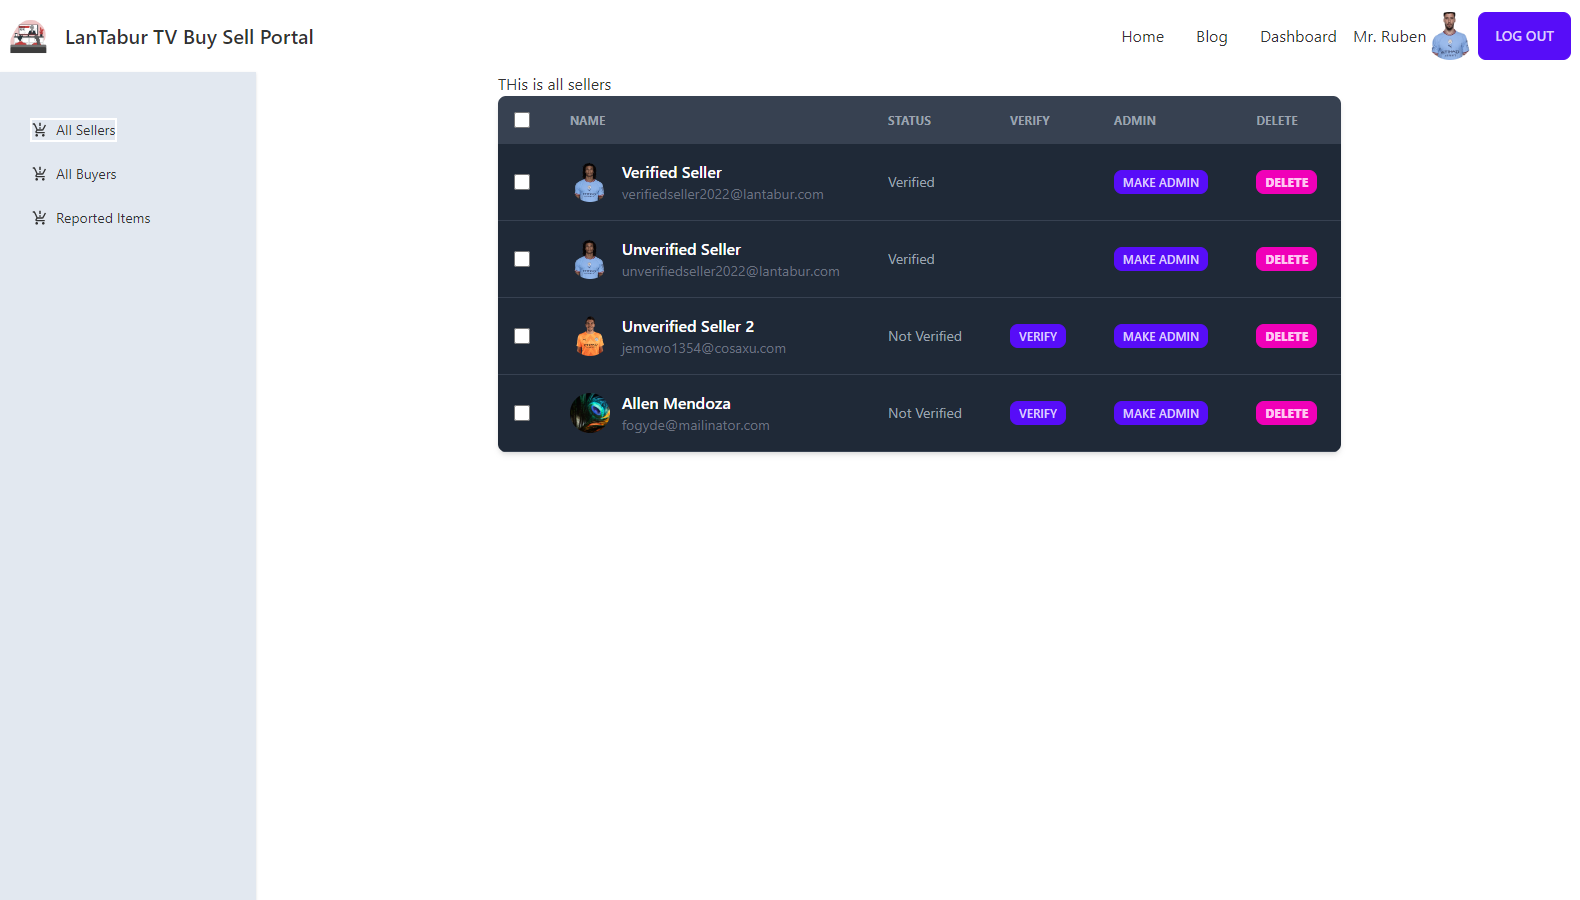 LanTabur TV Buy Sell Portal
Home Blog Dashboard Mr. Ruben LOG OUT
All Sellers
All Buyers
Reported Items
THis is all sellers
NAME STATUS VERIFY ADMIN DELETE
Verified Seller
verifiedseller2022@lantabur.com
Verified MAKE ADMIN DELETE
Unverified Seller
unverifiedseller2022@lantabur.com
Verified MAKE ADMIN DELETE
Unverified Seller 2
jemowo1354@cosaxu.com
Not Verified VERIFY MAKE ADMIN DELETE
Allen Mendoza
fogyde@mailinator.com
Not Verified VERIFY MAKE ADMIN DELETE